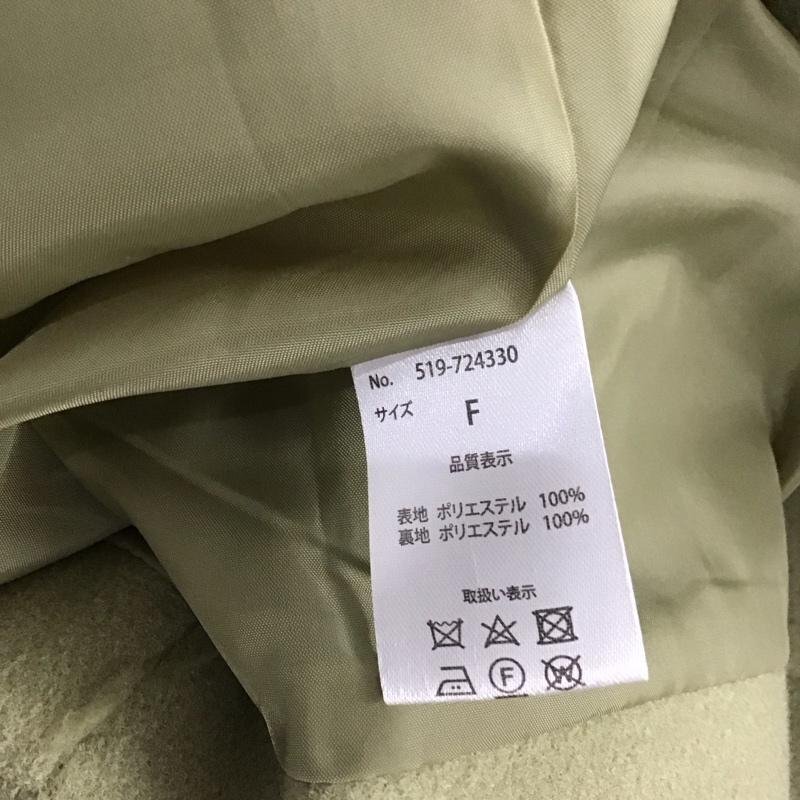 No. 519-724330
サイズ F
品質表示
表地 ポリエステル 100%
裏地 ポリエステル 100%
取扱い表示
F W